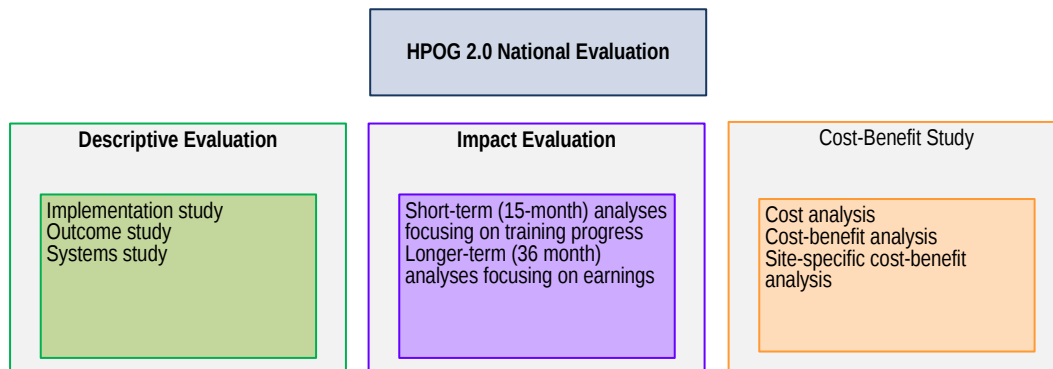 HPOG 2.0 National Evaluation
Descriptive Evaluation
Implementation study
Outcome study
Systems study
Impact Evaluation
Short-term (15-month) analyses
focusing on training progress
Longer-term (36 month)
analyses focusing on earnings
Cost-Benefit Study
Cost analysis
Cost-benefit analysis
Site-specific cost-benefit
analysis